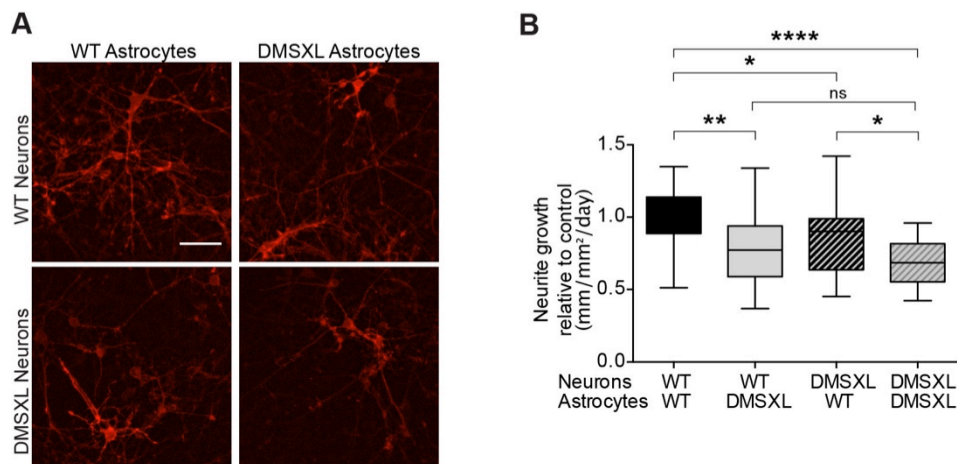 A
WT Astrocytes
DMSXL Astrocytes
WT Neurons
DMSXL Neurons
B
****
*
ns
**
*
Neurite growth
relative to control
(mm/mm²/day)
1.5
1.0
0.5
0.0
Neurons WT WT DMSXL DMSXL
Astrocytes WT DMSXL WT DMSXL